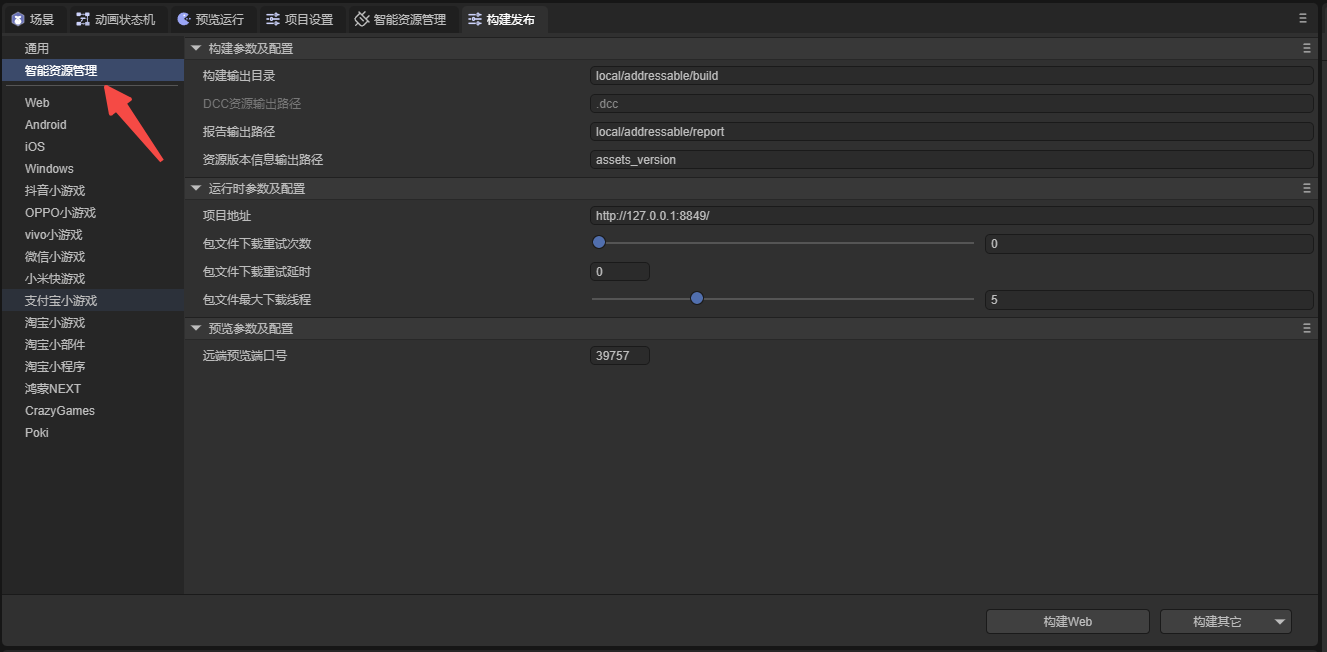 场景 动画状态机 预览运行 项目设置 智能资源管理 构建发布
通用
智能资源管理
Web
Android
iOS
Windows
抖音小游戏
OPPO小游戏
vivo小游戏
微信小游戏
小米快游戏
支付宝小游戏
淘宝小游戏
淘宝小部件
淘宝小程序
鸿蒙NEXT
CrazyGames
Poki
构建参数及配置
构建输出目录 local/addressable/build
DCC资源输出路径 .dcc
报告输出路径 local/addressable/report
资源版本信息输出路径 assets_version
运行时参数及配置
项目地址 http://127.0.0.1:8849/
包文件下载重试次数 0
包文件下载重试延时 0
包文件最大下载线程 5
预览参数及配置
远端预览端口号 39757
构建Web 构建其它